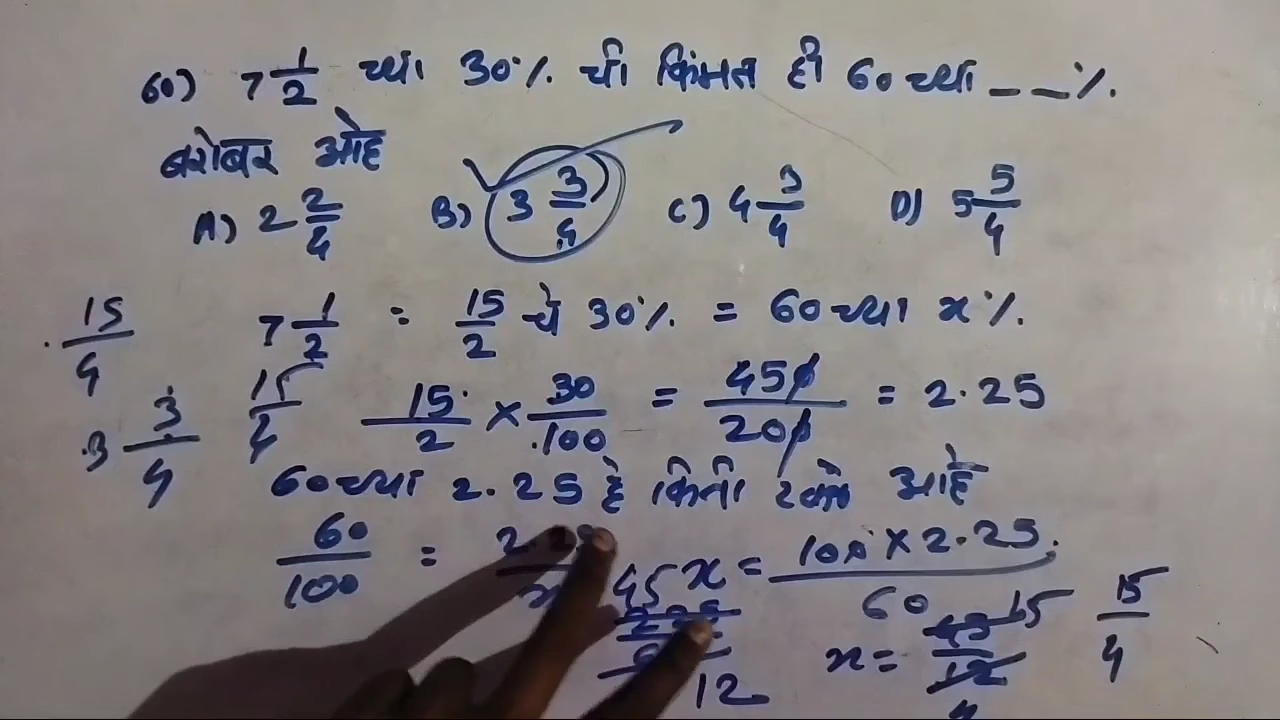 60) 7 1/2 च्या 30% ची किंमत ही 60 च्या _ _ %.
बरोबर आहे
A) 2 2/4 B) 3 3/4 C) 4 3/4 D) 5 5/4
15/4 7 1/2 = 15/2 चे 30% = 60 च्या x%.
3 3/4 15/2 15/2 × 30/100 = 450/200 = 2.25
60 च्या 2.25 हे किती टक्के आहे
60/100 = x = 100 × 2.25/60
45 12 x = 45/12 15/4 15/4